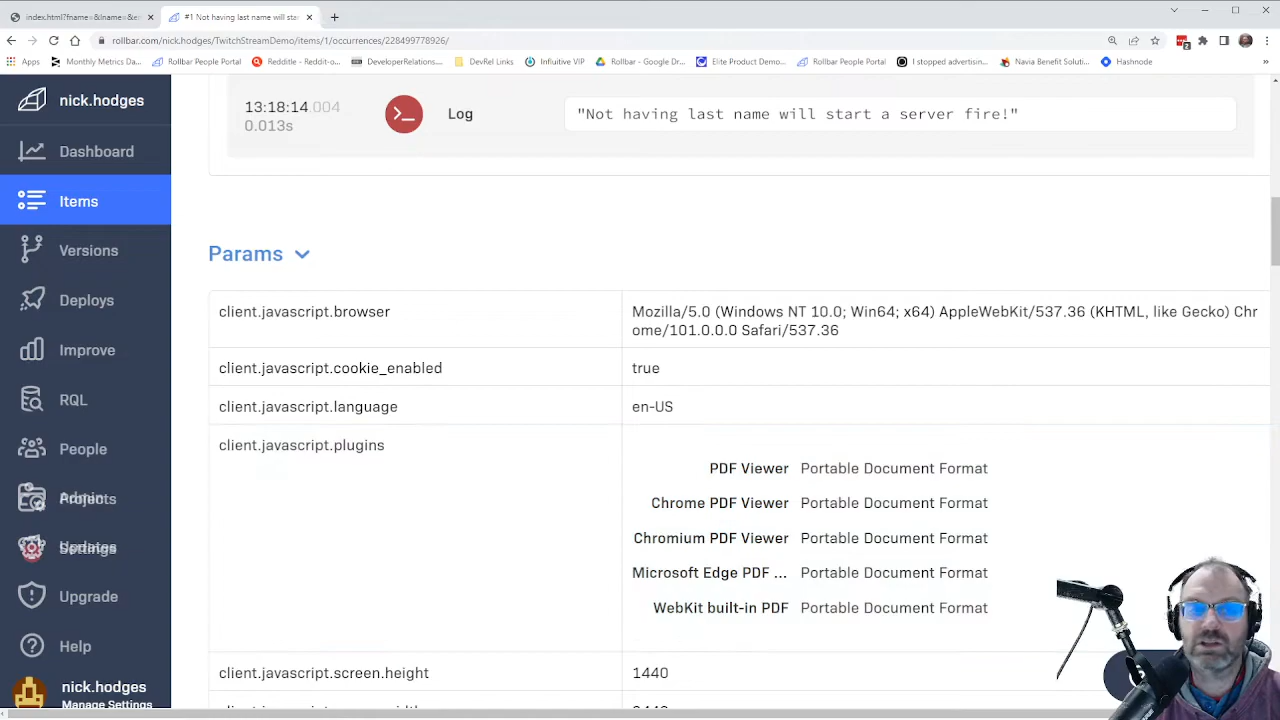 index.html?fname=&lname=&e
#1 Not having last name will star
rollbar.com/nick.hodges/TwitchStreamDemo/items/1/occurrences/228499778926/
Apps
Monthly Metrics Da...
Rollbar People Portal
Reddittle - Reddit-o...
DeveloperRelations....
DevRel Links
Infuitive VIP
Rollbar - Google Dr...
Elite Product Demo...
Rollbar People Portal
I stopped advertisin...
Navia Benefit Soluti...
Hashnode
»
nick.hodges
Dashboard
Items
Versions
Deploys
Improve
RQL
People
Projects
Settings
Upgrade
Help
nick.hodges
Manage Settings
13:18:14.004
0.013s
Log
"Not having last name will start a server fire!"
Params
client.javascript.browser
Mozilla/5.0 (Windows NT 10.0; Win64; x64) AppleWebKit/537.36 (KHTML, like Gecko) Chr
ome/101.0.0.0 Safari/537.36
client.javascript.cookie_enabled
true
client.javascript.language
en-US
client.javascript.plugins
PDF Viewer Portable Document Format
Chrome PDF Viewer Portable Document Format
Chromium PDF Viewer Portable Document Format
Microsoft Edge PDF ... Portable Document Format
WebKit built-in PDF Portable Document Format
client.javascript.screen.height
1440